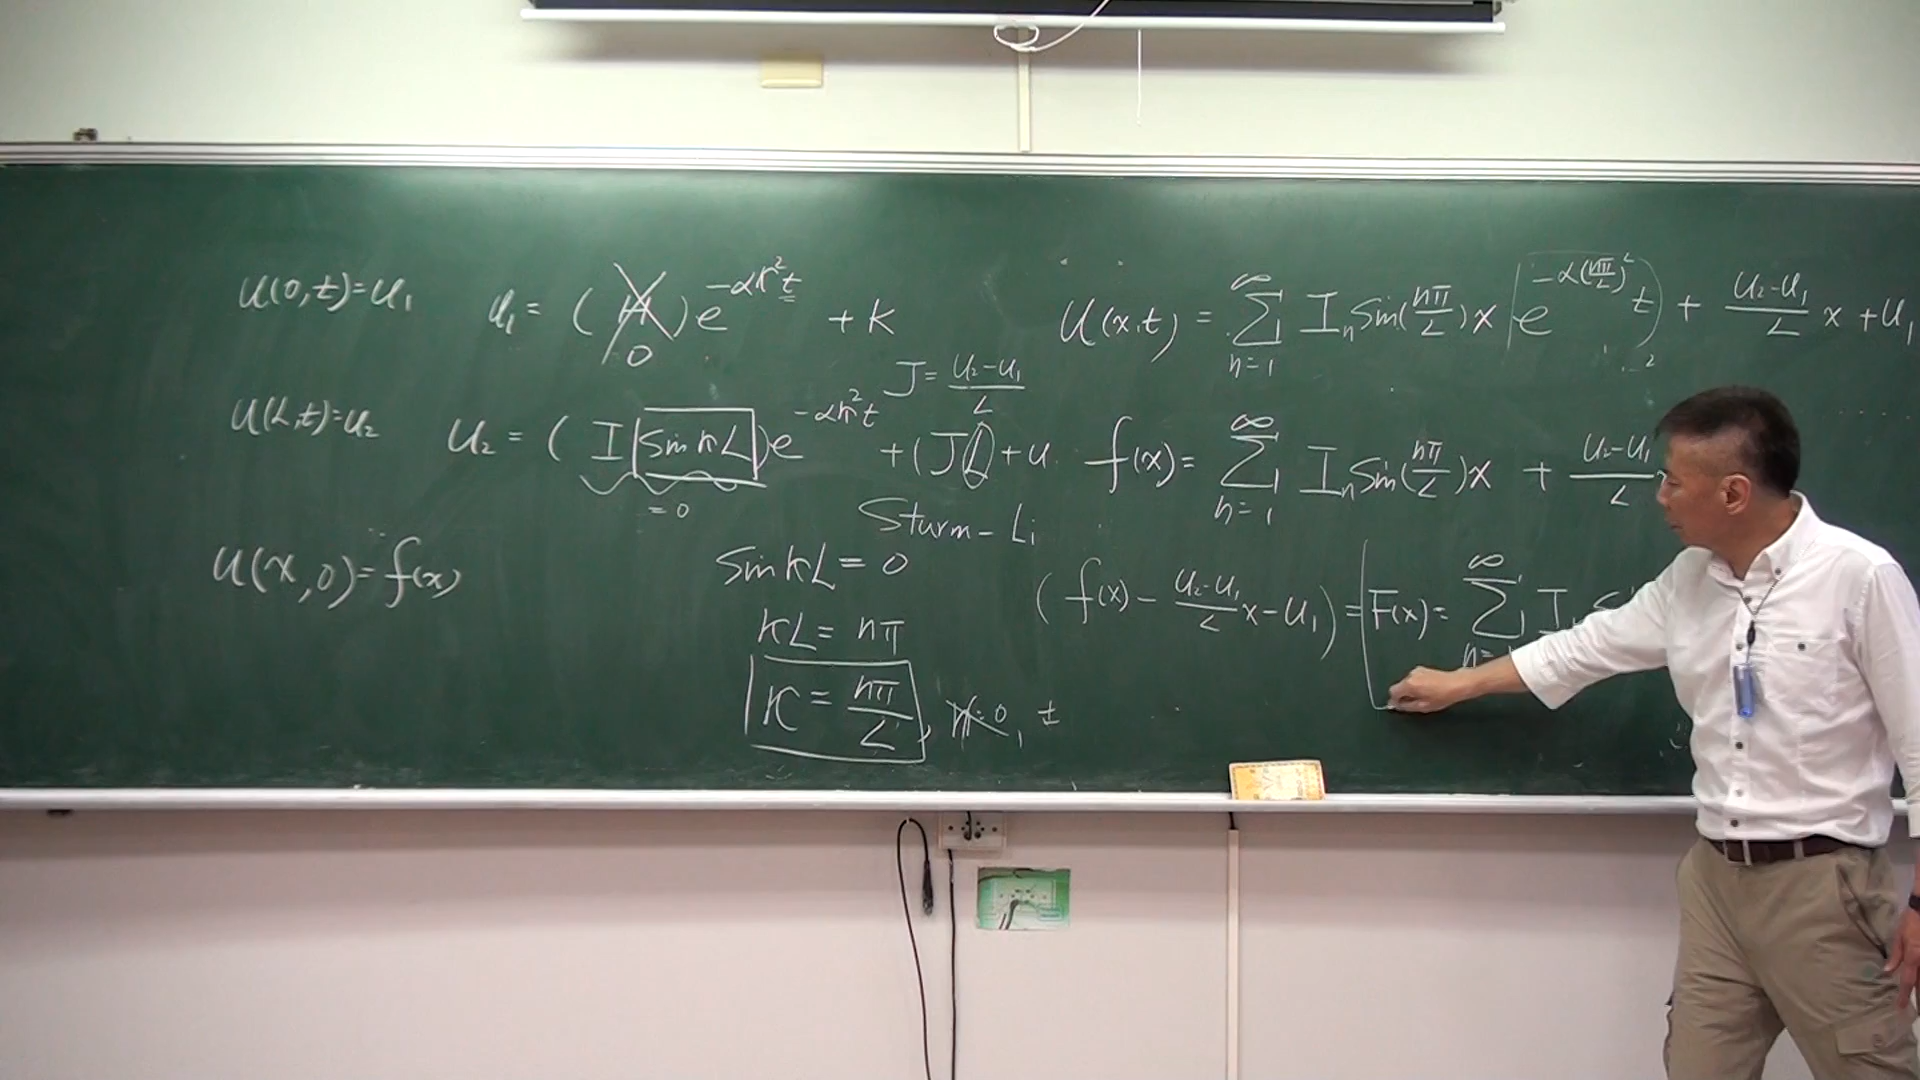 u(0,t)=u₁
u₁ = (H)e^{-αk²t} + K
0
J = (u₂-u₁)/L
u(L,t)=u₂
u₂ = (I sin kL)e^{-αk²t} + (JL + u
= 0
Sturm-Li
u(x,0)=f(x)
sin kL = 0
kL = nπ
k = nπ/L, n=0, ±
u(x,t) = ∑_{n=1}^{∞} Iₙ sin(nπ/L)x e^{-α(nπ/L)²t} + (u₂-u₁)/L x + u₁
f(x) = ∑_{n=1}^{∞} Iₙ sin(nπ/L)x + (u₂-u₁)/L
(f(x) - (u₂-u₁)/L x - u₁) = F(x) = ∑_{n=1}^{∞} Iₙ